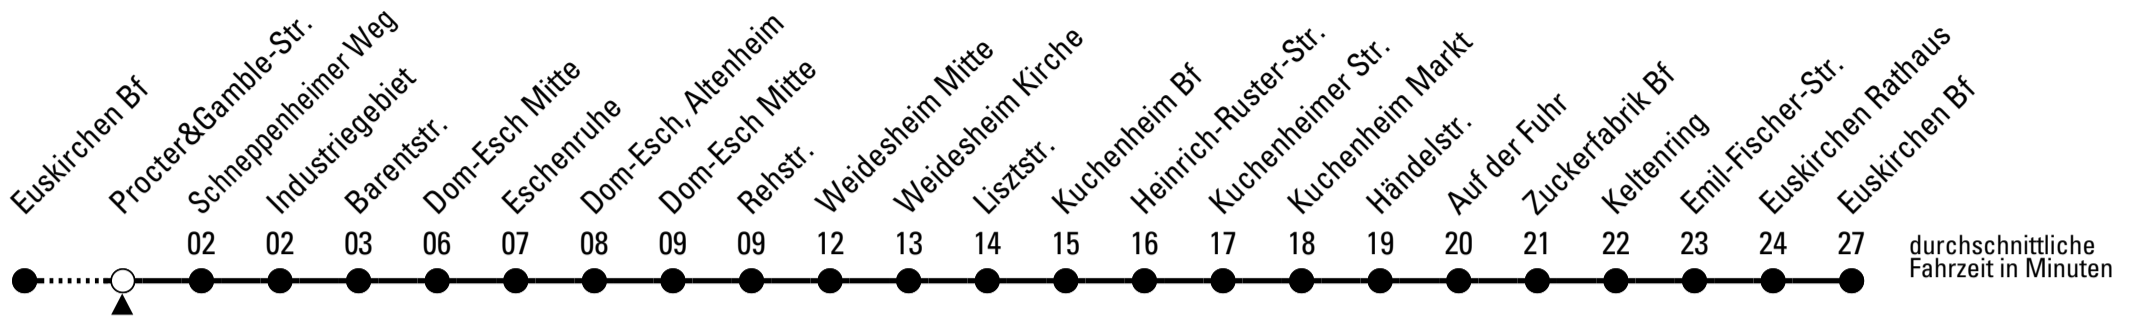 Euskirchen Bf
Procter&Gamble-Str.
Schneppenheimer Weg
Industriegebiet
Barentstr.
Dom-Esch Mitte
Eschenruhe
Dom-Esch, Altenheim
Dom-Esch Mitte
Rehstr.
Weidesheim Mitte
Weidesheim Kirche
Lisztstr.
Kuchenheim Bf
Heinrich-Ruster-Str.
Kuchenheimer Str.
Kuchenheim Markt
Händelstr.
Auf der Fuhr
Zuckerfabrik Bf
Keltenring
Emil-Fischer-Str.
Euskirchen Rathaus
Euskirchen Bf
02 02 03 06 07 08 09 09 12 13 14 15 16 17 18 19 20 21 22 23 24 27
durchschnittliche
Fahrzeit in Minuten